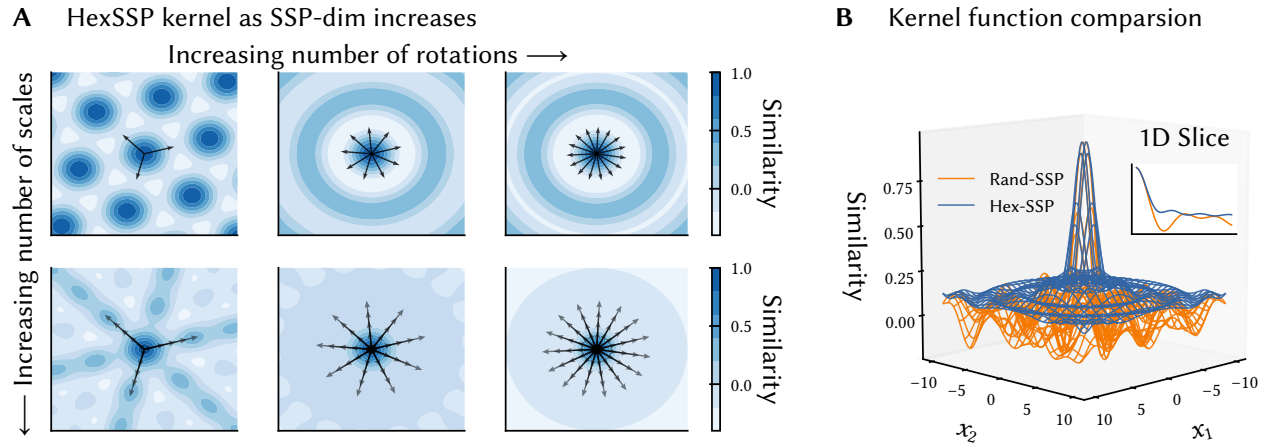 A HexSSP kernel as SSP-dim increases
Increasing number of rotations ⟶
⟵ Increasing number of scales
1.0
0.5
0.0
Similarity
1.0
0.5
0.0
Similarity
B Kernel function comparsion
1D Slice
Rand-SSP
Hex-SSP
Similarity
0.75
0.50
0.25
0.00
−10
−5
0
5
10
x₂
10
5
0
−5
−10
x₁